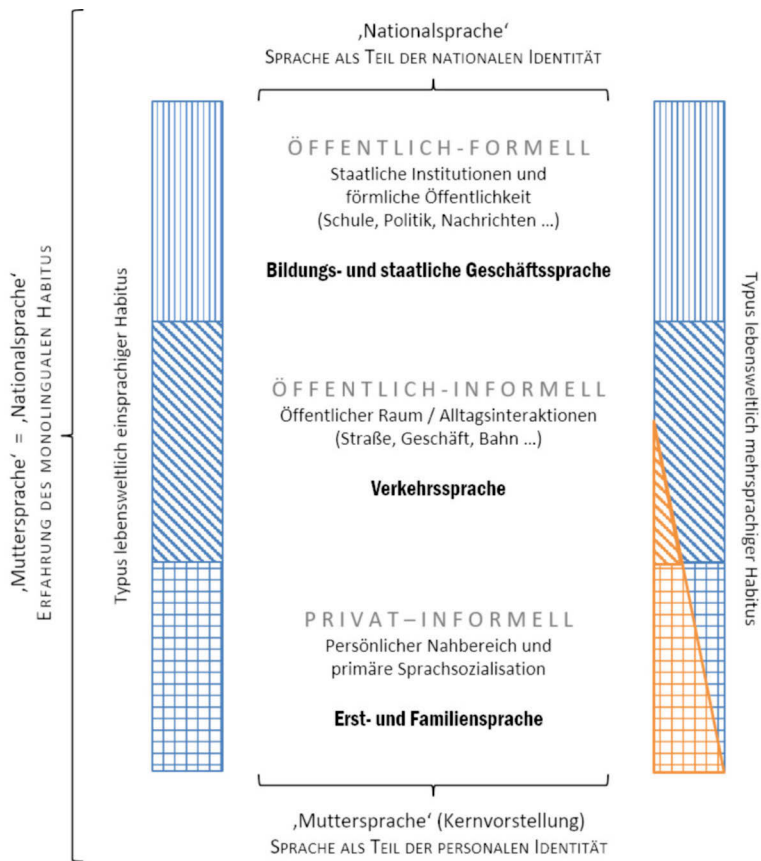 ‚Nationalsprache‘
SPRACHE ALS TEIL DER NATIONALEN IDENTITÄT
ÖFFENTLICH-FORMELL
Staatliche Institutionen und
förmliche Öffentlichkeit
(Schule, Politik, Nachrichten ...)
Bildungs- und staatliche Geschäftssprache
ÖFFENTLICH-INFORMELL
Öffentlicher Raum / Alltagsinteraktionen
(Straße, Geschäft, Bahn ...)
Verkehrssprache
PRIVAT–INFORMELL
Persönlicher Nahbereich und
primäre Sprachsozialisation
Erst- und Familiensprache
‚Muttersprache‘ (Kernvorstellung)
SPRACHE ALS TEIL DER PERSONALEN IDENTITÄT
‚Muttersprache‘ = ‚Nationalsprache‘
ERFAHRUNG DES MONOLINGUALEN HABITUS
Typus lebensweltlich einsprachiger Habitus
Typus lebensweltlich mehrsprachiger Habitus